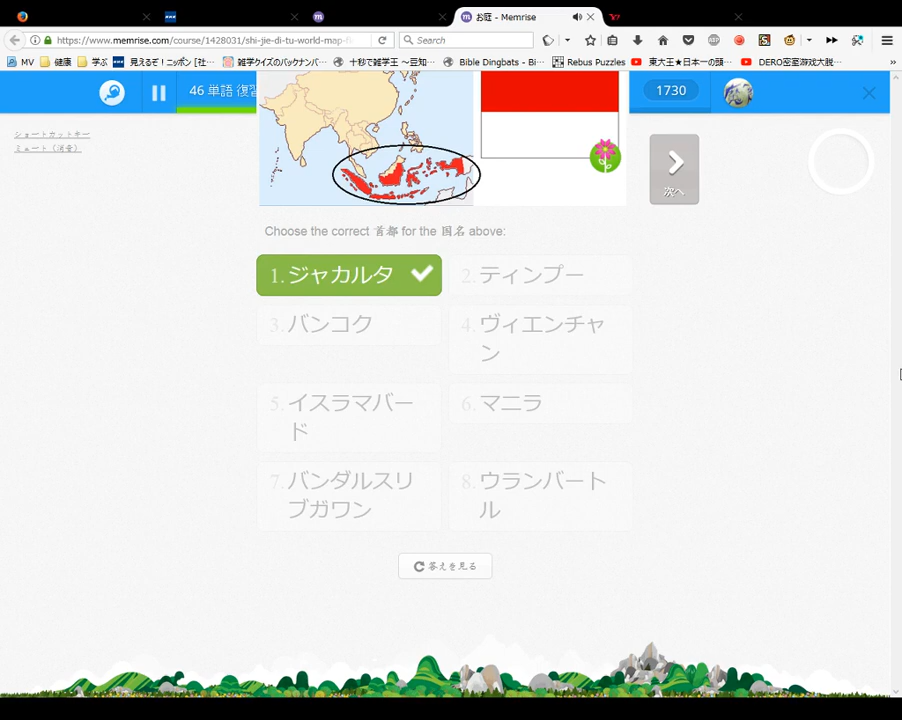 お庭 - Memrise
https://www.memrise.com/course/1428031/shi-jie-di-tu-world-map-fi
Search
MV
健康
学ぶ
見えるぞ！ニッポン [社…
雑学クイズのバックナンバ…
十秒で雑学王 ～豆知…
Bible Dingbats - Bi…
Rebus Puzzles
東大王★日本一の頭…
DERO密室游戏大脱…
46 単語 復習
1730
ショートカットキー
ミュート（消音）
次へ
Choose the correct 首都 for the 国名 above:
1. ジャカルタ
2. ティンプー
3. バンコク
4. ヴィエンチャ
ン
5. イスラマバー
ド
6. マニラ
7. バンダルスリ
ブガワン
8. ウランバート
ル
答えを見る